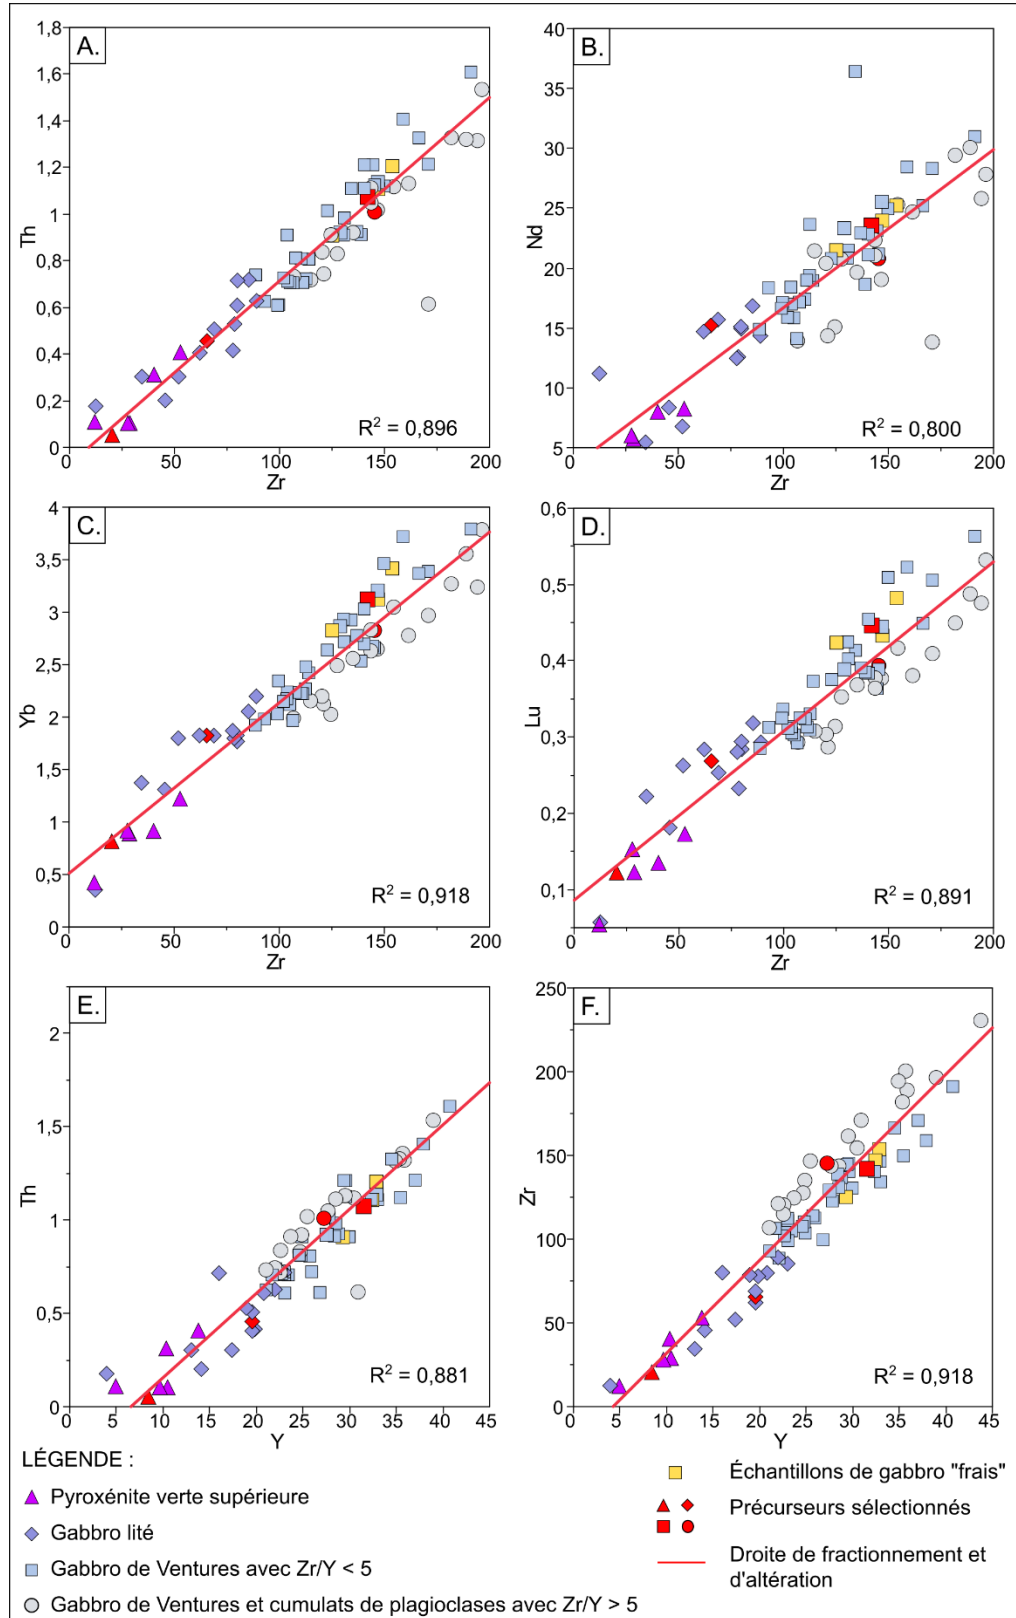 A.
1,8
1,6
1,4
1,2
1
0,8
0,6
0,4
0,2
0
Th
0
50
100
150
200
Zr
R² = 0,896
B.
40
35
30
25
20
15
10
5
Nd
0
50
100
150
200
Zr
R² = 0,800
C.
4
3,5
3
2,5
2
1,5
1
0,5
0
Yb
0
50
100
150
200
Zr
R² = 0,918
D.
0,6
0,5
0,4
0,3
0,2
0,1
Lu
0
50
100
150
200
Zr
R² = 0,891
E.
2
1,5
1
0,5
0
Th
0
5
10
15
20
25
30
35
40
45
Y
R² = 0,881
F.
250
200
150
100
50
0
Zr
0
5
10
15
20
25
30
35
40
45
Y
R² = 0,918
LÉGENDE :
Pyroxénite verte supérieure
Gabbro lité
Gabbro de Ventures avec Zr/Y < 5
Gabbro de Ventures et cumulats de plagioclases avec Zr/Y > 5
Échantillons de gabbro "frais"
Précurseurs sélectionnés
Droite de fractionnement et
d'altération